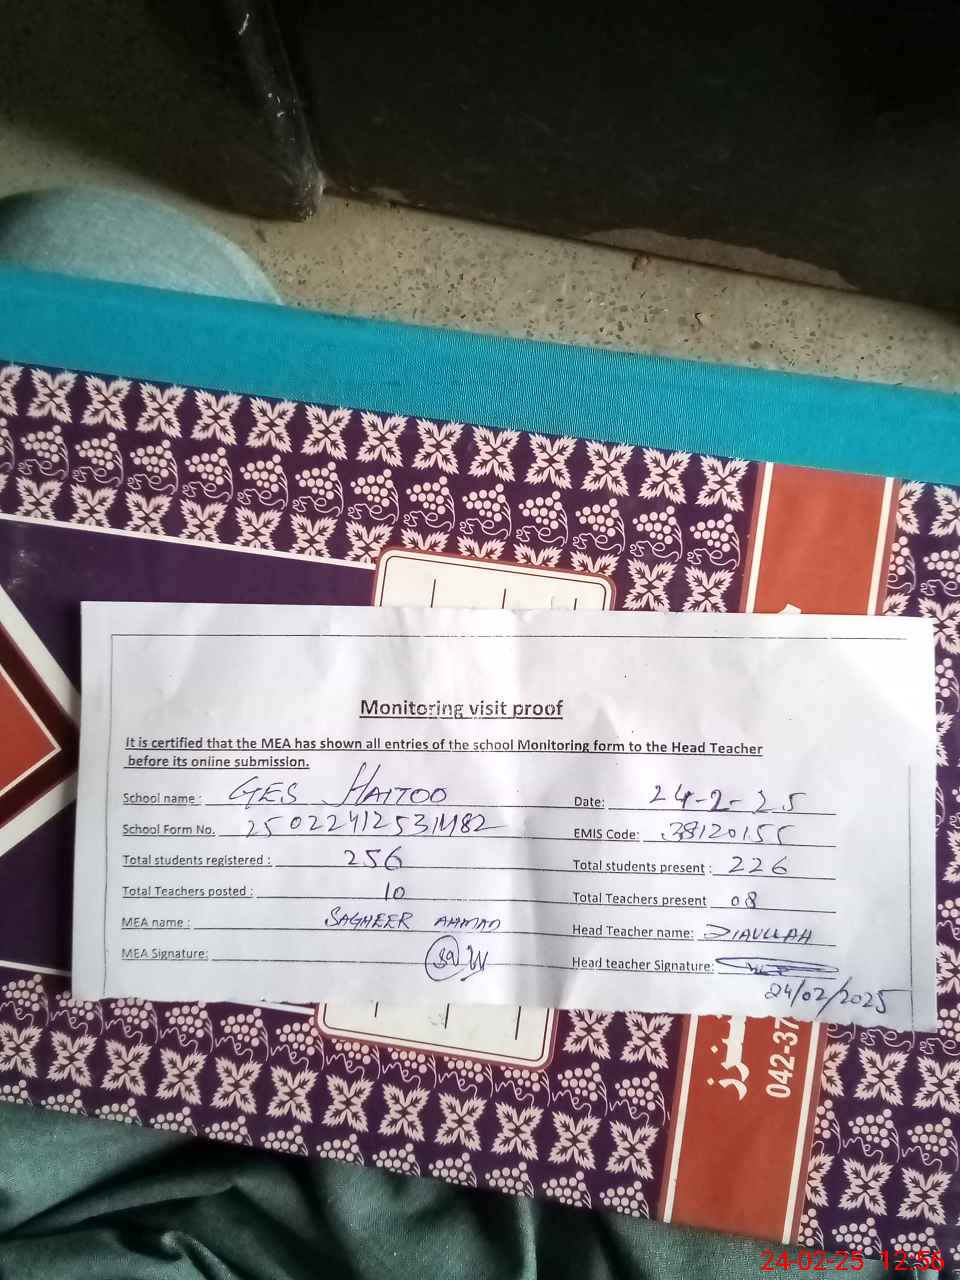 Monitoring visit proof
It is certified that the MEA has shown all entries of the school Monitoring form to the Head Teacher
before its online submission.
School name : GES HAITOO Date: 24-2-25
School Form No. EMIS Code: 38120155
Total students registered : 256 Total students present : 226
Total Teachers posted : 10 Total Teachers present 08
MEA name : SAGHEER AHMAD Head Teacher name: ZIAULLAH
MEA Signature: Head teacher Signature:
24/02/2025
042-37
24-02-25 12:56